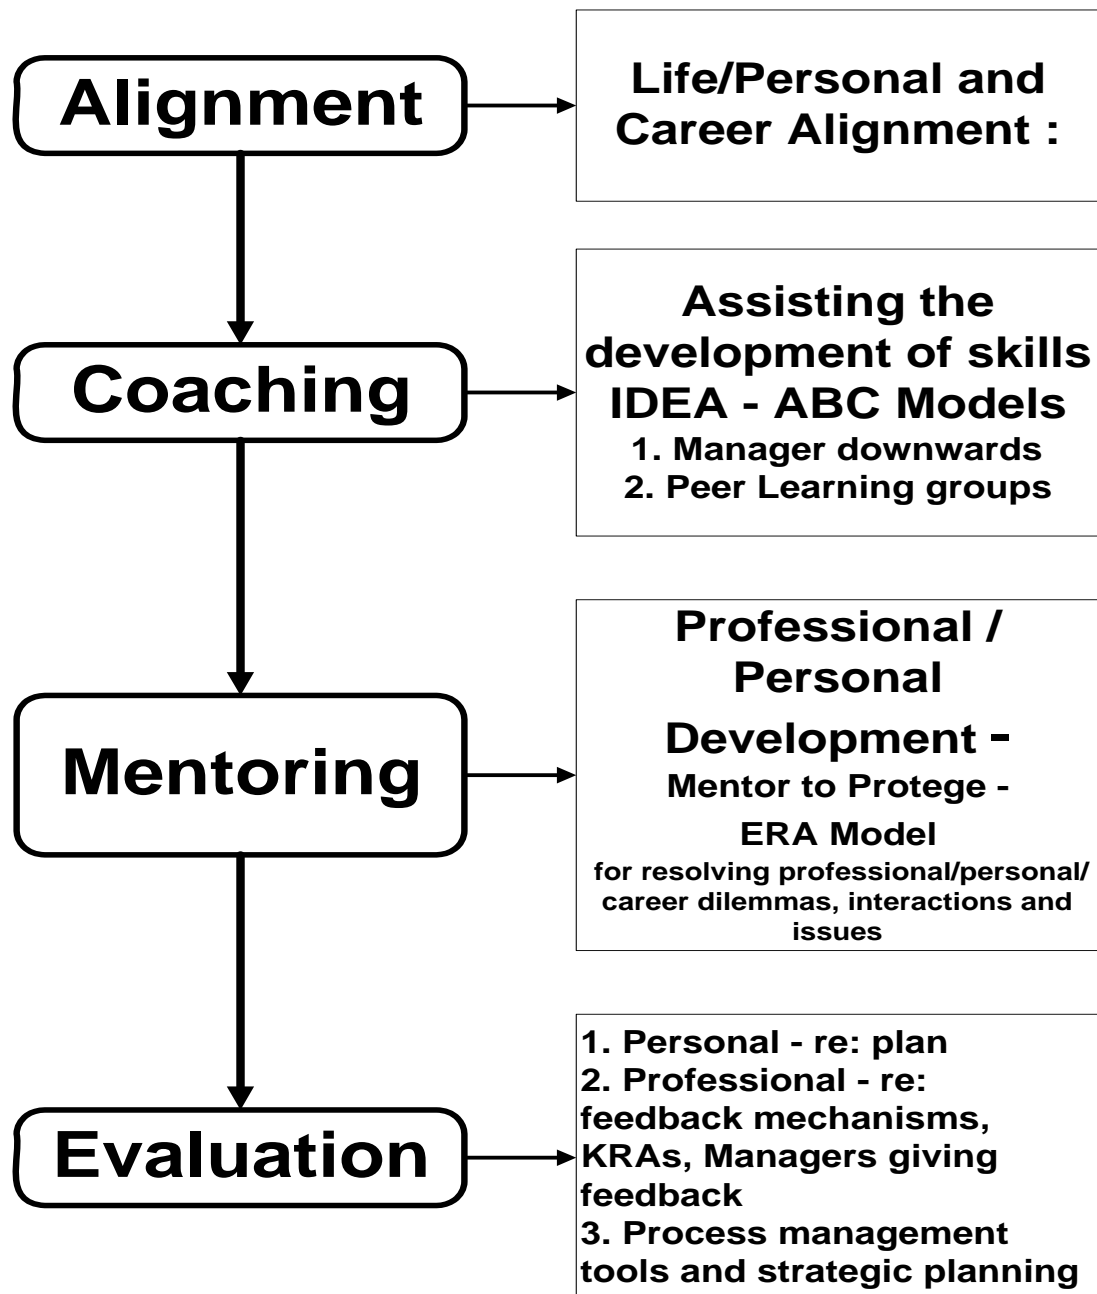 Alignment
Life/Personal and
Career Alignment :
Coaching
Assisting the
development of skills
IDEA - ABC Models
1. Manager downwards
2. Peer Learning groups
Mentoring
Professional /
Personal
Development -
Mentor to Protege -
ERA Model
for resolving professional/personal/
career dilemmas, interactions and
issues
Evaluation
1. Personal - re: plan
2. Professional - re:
feedback mechanisms,
KRAs, Managers giving
feedback
3. Process management
tools and strategic planning